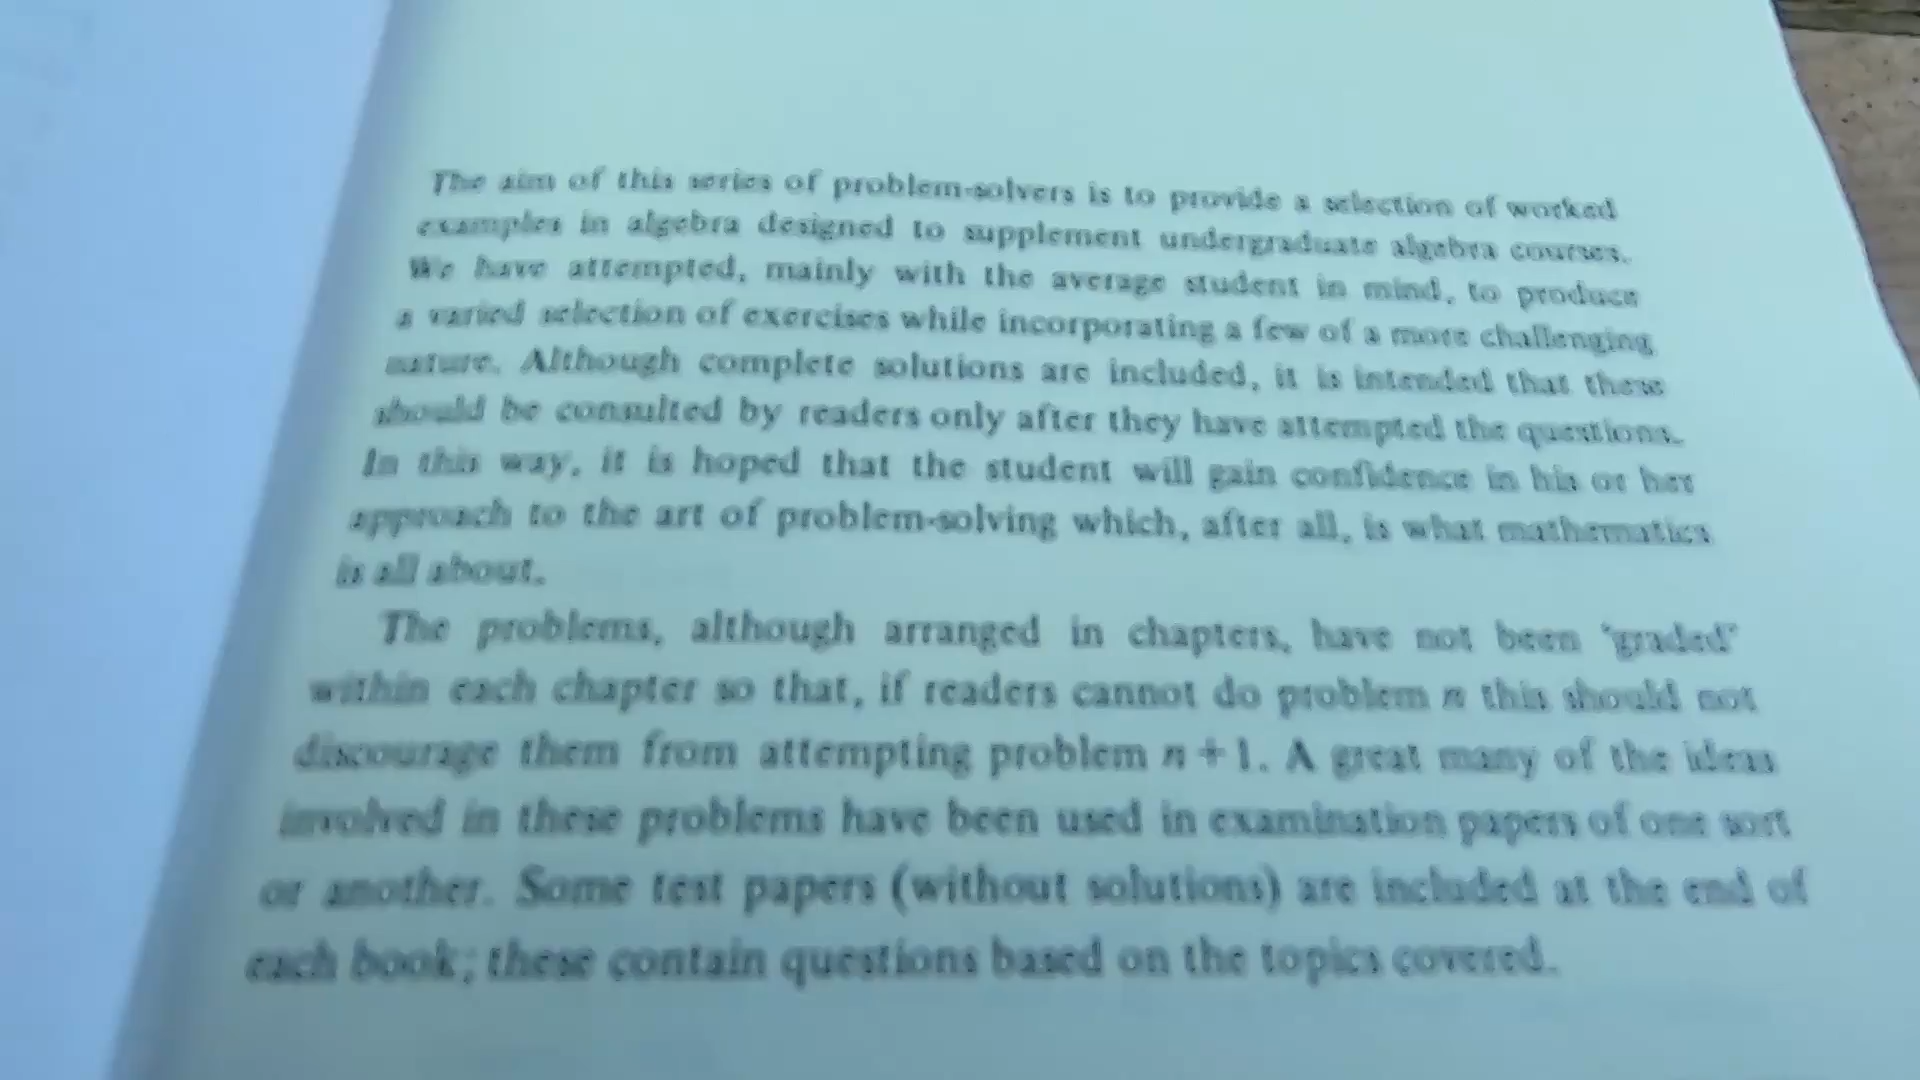 The aim of this series of problem-solvers is to provide a selection of worked
examples in algebra designed to supplement undergraduate algebra courses.
We have attempted, mainly with the average student in mind, to produce
a varied selection of exercises while incorporating a few of a more challenging
nature. Although complete solutions are included, it is intended that these
should be consulted by readers only after they have attempted the questions.
In this way, it is hoped that the student will gain confidence in his or her
approach to the art of problem-solving which, after all, is what mathematics
is all about.
The problems, although arranged in chapters, have not been 'graded'
within each chapter so that, if readers cannot do problem n this should not
discourage them from attempting problem n + 1. A great many of the ideas
involved in these problems have been used in examination papers of one sort
or another. Some test papers (without solutions) are included at the end of
each book; these contain questions based on the topics covered.